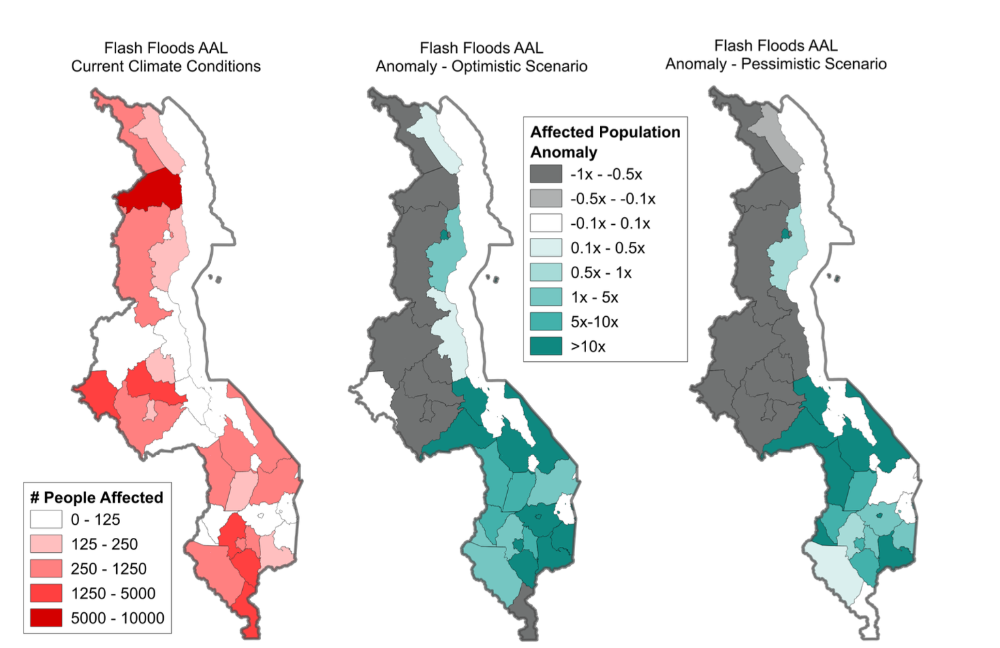 Flash Floods AAL
Current Climate Conditions
Flash Floods AAL
Anomaly - Optimistic Scenario
Flash Floods AAL
Anomaly - Pessimistic Scenario
Affected Population
Anomaly
-1x - -0.5x
-0.5x - -0.1x
-0.1x - 0.1x
0.1x - 0.5x
0.5x - 1x
1x - 5x
5x-10x
>10x
# People Affected
0 - 125
125 - 250
250 - 1250
1250 - 5000
5000 - 10000